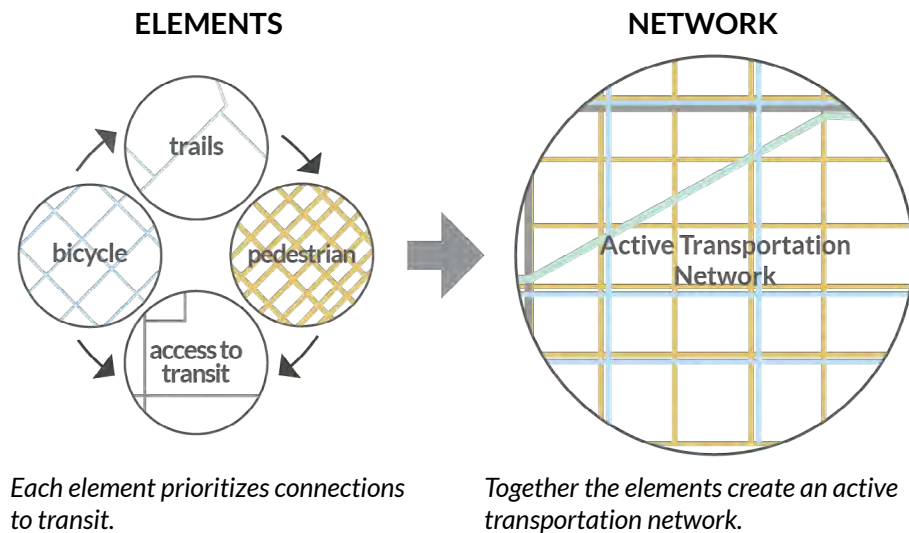 ELEMENTS
trails
bicycle
pedestrian
access to
transit
Each element prioritizes connections
to transit.
NETWORK
Active Transportation
Network
Together the elements create an active
transportation network.